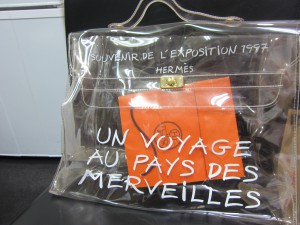 SOUVENIR DE L'EXPOSITION 1997
HERMÈS
UN VOYAGE
AU PAYS DES
MERVEILLES